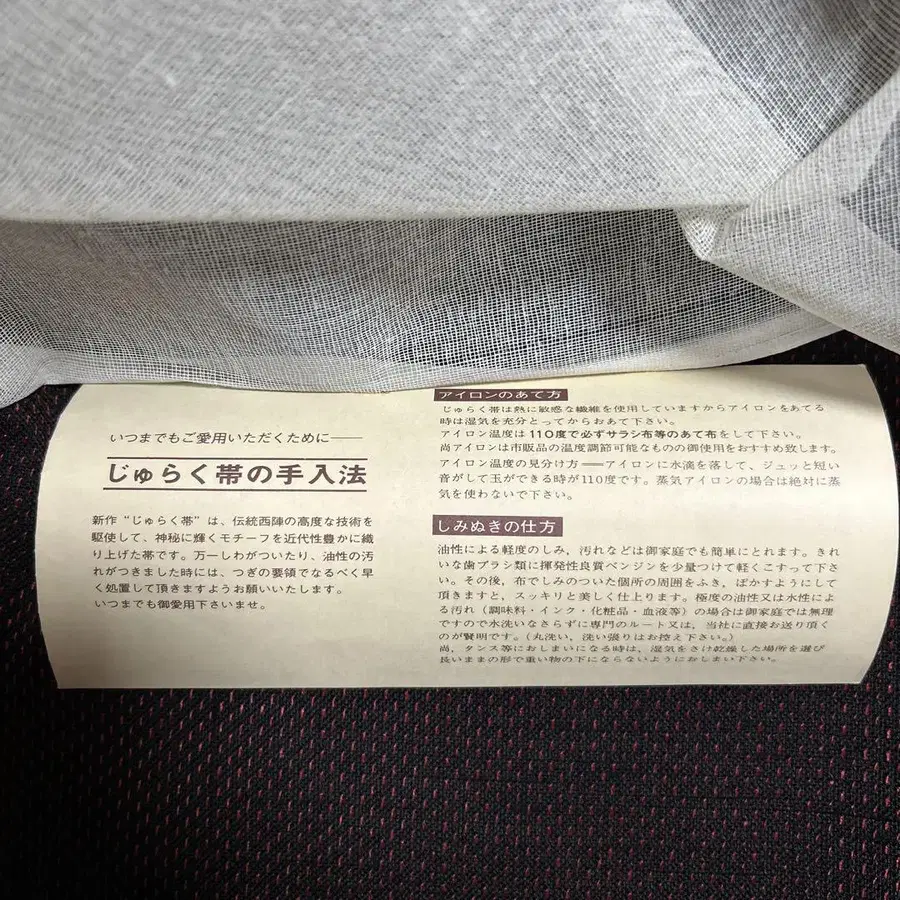 いつまでもご愛用いただくために——
じゅらく帯の手入法
新作“じゅらく帯”は、伝統西陣の高度な技術を
駆使して、神秘に輝くモチーフを近代性豊かに織
り上げた帯です。万一しわがついたり、油性の汚
れがつきました時には、つぎの要領でなるべく早
く処置して頂きますようお願いいたします。
いつまでも御愛用下さいませ。
アイロンのあて方
じゅらく帯は熱に敏感な繊維を使用していますからアイロンをあてる
時は湿気を充分とってからおあて下さい。
アイロン温度は110度で必ずサラシ布等のあて布をして下さい。
尚アイロンは市販品の温度調節可能なものの御使用をおすすめ致します。
アイロン温度の見分け方——アイロンに水滴を落して、ジュッと短い
音がして玉ができる時が110度です。蒸気アイロンの場合は絶対に蒸
気を使わないで下さい。
しみぬきの仕方
油性による軽度のしみ，汚れなどは御家庭でも簡単にとれます。きれ
いな歯ブラシ類に揮発性良質ベンジンを少量つけて軽くこすって下さ
い。その後，布でしみのついた個所の周囲をふき，ぼかすようにして
頂きますと，スッキリと美しく仕上ります。極度の油性又は水性によ
る汚れ（調味料・インク・化粧品・血液等）の場合は御家庭では無理
ですので水洗いなさらずに専門のルート又は，当社に直接お送り頂く
のが賢明です。（丸洗い，洗い張りはお控え下さい。）
尚，タンス等におしまいになる時は，湿気をさけ乾燥した場所を選び
長いままの形で重い物の下にならないようにおしまい下さい。